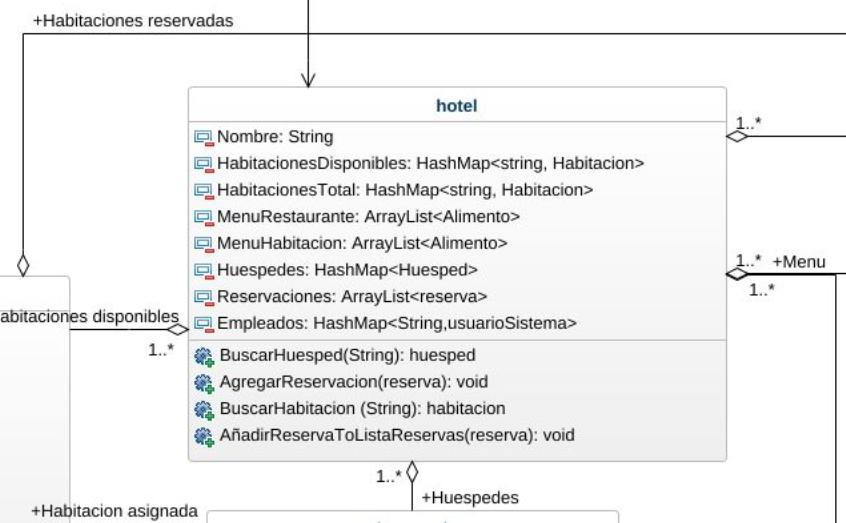 +Habitaciones reservadas
hotel
1..*
Nombre: String
HabitacionesDisponibles: HashMap<string, Habitacion>
HabitacionesTotal: HashMap<string, Habitacion>
MenuRestaurante: ArrayList<Alimento>
MenuHabitacion: ArrayList<Alimento>
1..* +Menu
Huespedes: HashMap<Huesped>
1..*
Reservaciones: ArrayList<reserva>
abitaciones disponibles
Empleados: HashMap<String,usuarioSistema>
1..*
BuscarHuesped(String): huesped
AgregarReservacion(reserva): void
BuscarHabitacion (String): habitacion
AñadirReservaToListaReservas(reserva): void
1..*
+Huespedes
+Habitacion asignada